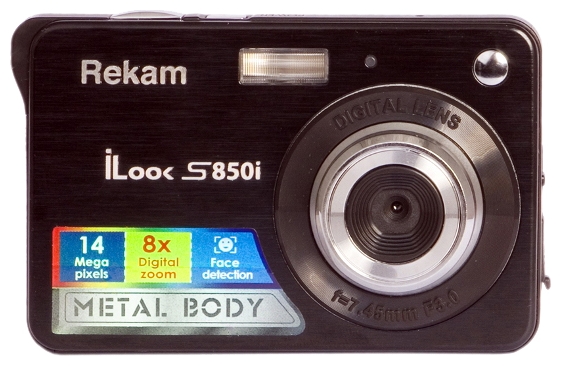 Rekam
DIGITAL LENS
iLook S850i
14
Mega
pixels
8x
Digital
zoom
Face
detection
METAL BODY
f=7.45mm F3.0